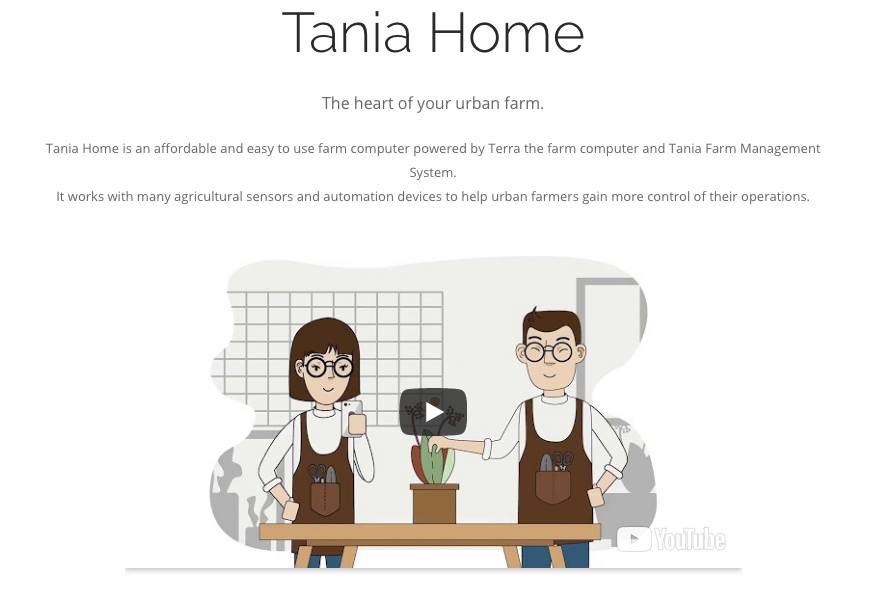 Tania Home
The heart of your urban farm.
Tania Home is an affordable and easy to use farm computer powered by Terra the farm computer and Tania Farm Management
System.
It works with many agricultural sensors and automation devices to help urban farmers gain more control of their operations.
YouTube